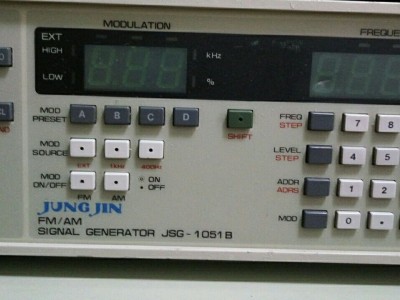 MODULATION
FREQUE
EXT
HIGH
kHz
LOW
%
MOD PRESET A B C D
SHIFT
FREQ STEP 7 8
MOD SOURCE
EXT 1kHz 400Hz
LEVEL STEP 4 5
MOD ON/OFF
ON
OFF
FM AM
ADDR ADRS 1 2
MOD 0
JUNG JIN
FM/AM
SIGNAL GENERATOR JSG-1051B